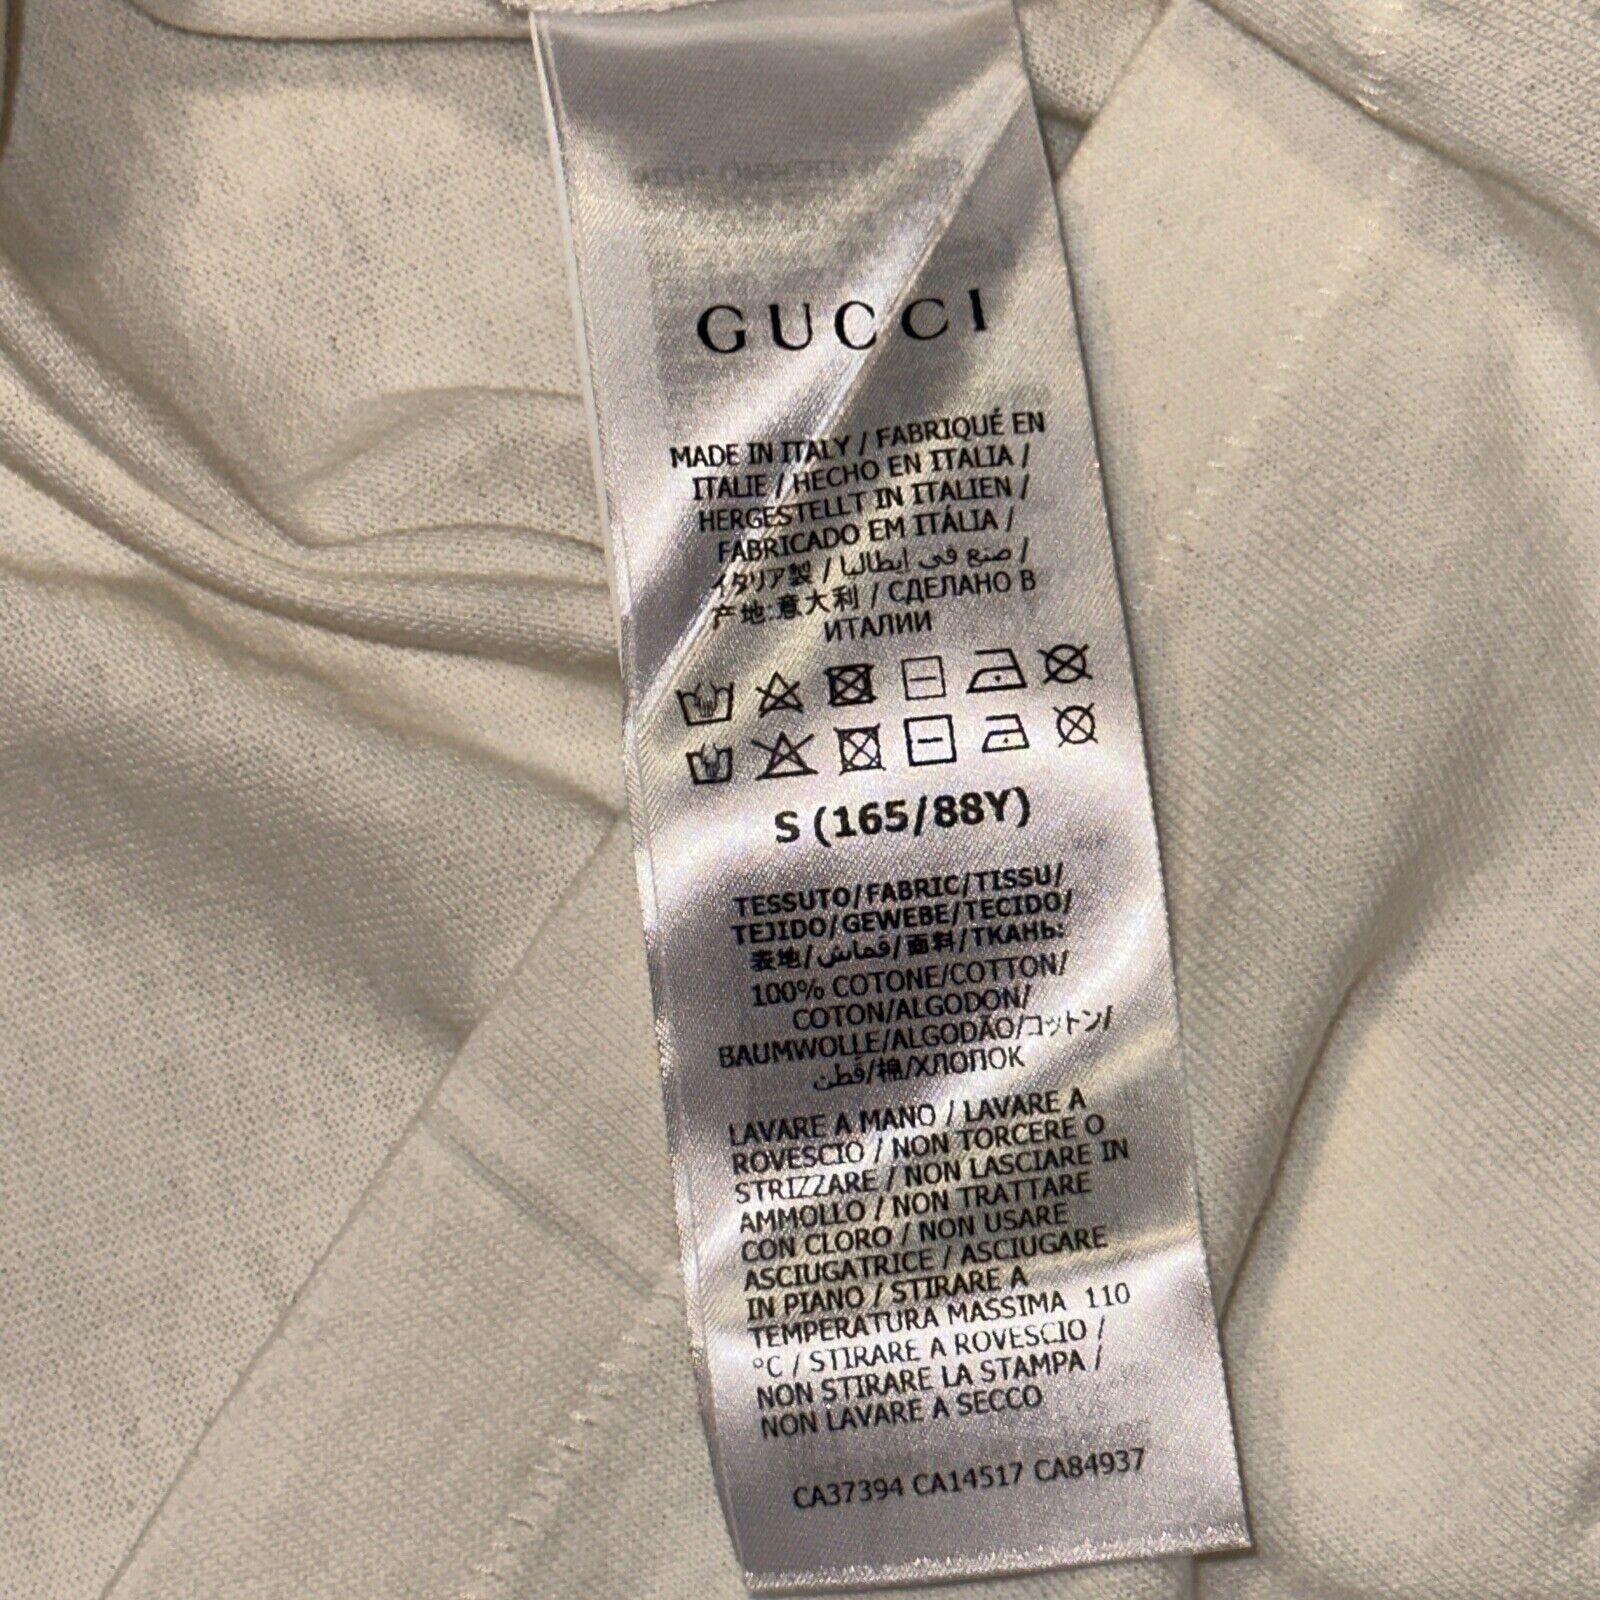 GUCCI
MADE IN ITALY / FABRIQUÉ EN
ITALIE / HECHO EN ITALIA /
HERGESTELLT IN ITALIEN /
FABRICADO EM ITÁLIA /
イタリア製 / صنع في ايطاليا /
产地:意大利 / СДЕЛАНО В
ИТАЛИИ
S (165/88Y)
TESSUTO/FABRIC/TISSU/
TEJIDO/GEWEBE/TECIDO/
表地/قماش/面料/ТКАНЬ:
100% COTONE/COTTON/
COTON/ALGODON/
BAUMWOLLE/ALGODÃO/コットン/
قطن/棉/ХЛОПОК
LAVARE A MANO / LAVARE A
ROVESCIO / NON TORCERE O
STRIZZARE / NON LASCIARE IN
AMMOLLO / NON TRATTARE
CON CLORO / NON USARE
ASCIUGATRICE / ASCIUGARE
IN PIANO / STIRARE A
TEMPERATURA MASSIMA 110
°C / STIRARE A ROVESCIO /
NON STIRARE LA STAMPA /
NON LAVARE A SECCO
CA37394 CA14517 CA84937